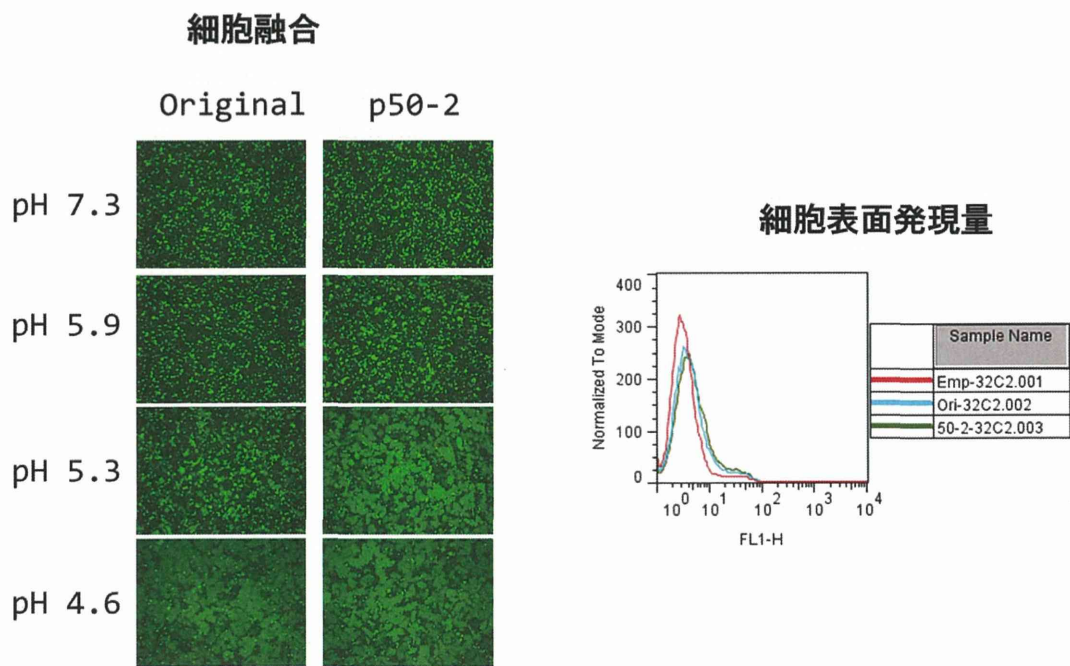 細胞融合
Original p50-2
pH 7.3
pH 5.9
pH 5.3
pH 4.6
細胞表面発現量
400
300
200
100
0
Normalized To Mode
10^0 10^1 10^2 10^3 10^4
FL1-H
Sample Name
Emp-32C2.001
Ori-32C2.002
50-2-32C2.003